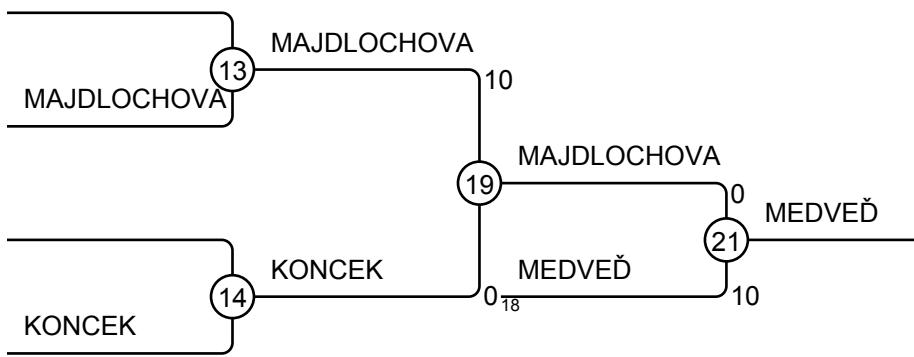 MAJDLOCHOVA
13
10
MAJDLOCHOVA
MAJDLOCHOVA
19
0
MEDVEĎ
21
KONCEK
MEDVEĎ
14
0
18
10
KONCEK